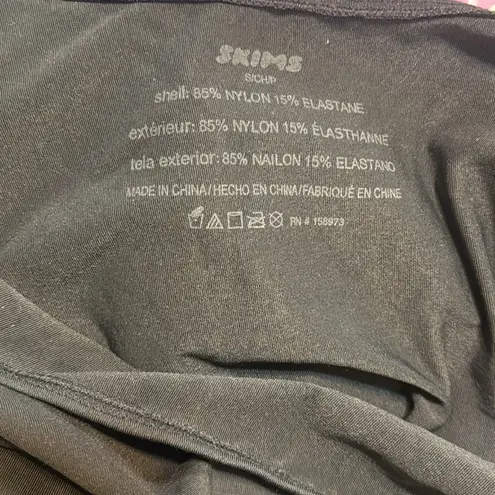 SKIMS
S/CH/P
shell: 85% NYLON 15% ELASTANE
extérieur: 85% NYLON 15% ÉLASTHANNE
tela exterior: 85% NAILON 15% ELASTANO
MADE IN CHINA/HECHO EN CHINA/FABRIQUÉ EN CHINE
RN # 158973